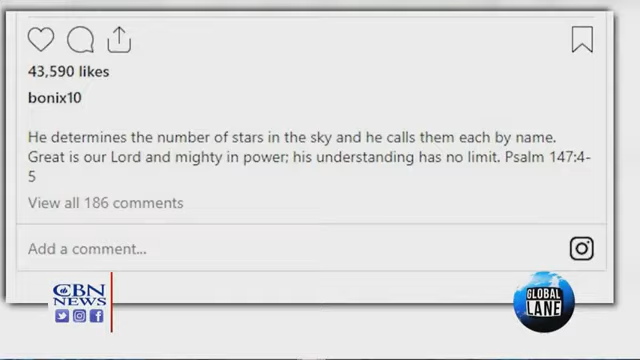 43,590 likes
bonix10
He determines the number of stars in the sky and he calls them each by name.
Great is our Lord and mighty in power; his understanding has no limit. Psalm 147:4-
5
View all 186 comments
Add a comment...
CBN
NEWS
GLOBAL
LANE